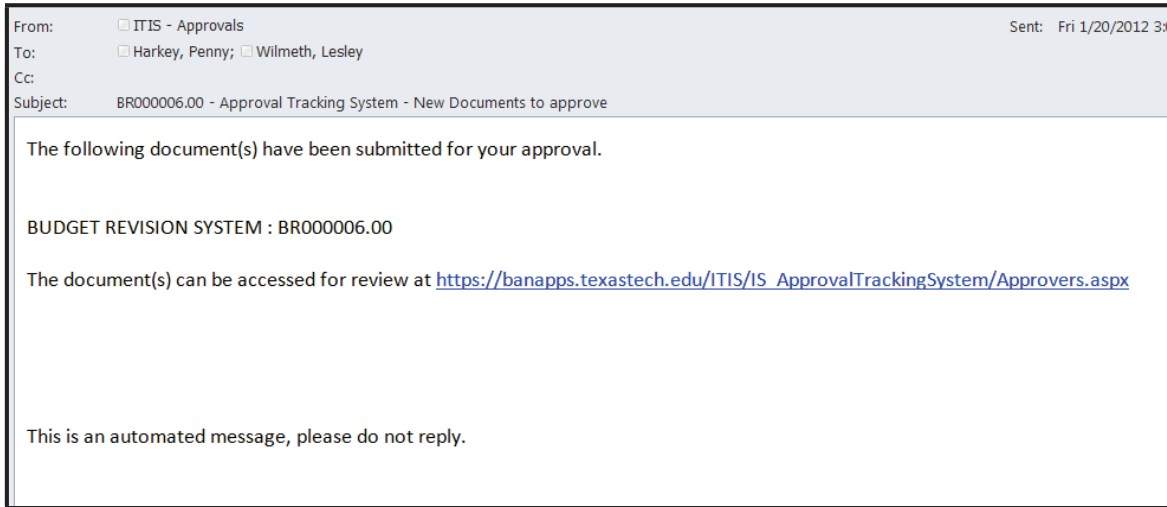 From: ITIS - Approvals Sent: Fri 1/20/2012 3:
To: Harkey, Penny; Wilmeth, Lesley
Cc:
Subject: BR000006.00 - Approval Tracking System - New Documents to approve
The following document(s) have been submitted for your approval.
BUDGET REVISION SYSTEM : BR000006.00
The document(s) can be accessed for review at https://banapps.texastech.edu/ITIS/IS_ApprovalTrackingSystem/Approvers.aspx
This is an automated message, please do not reply.